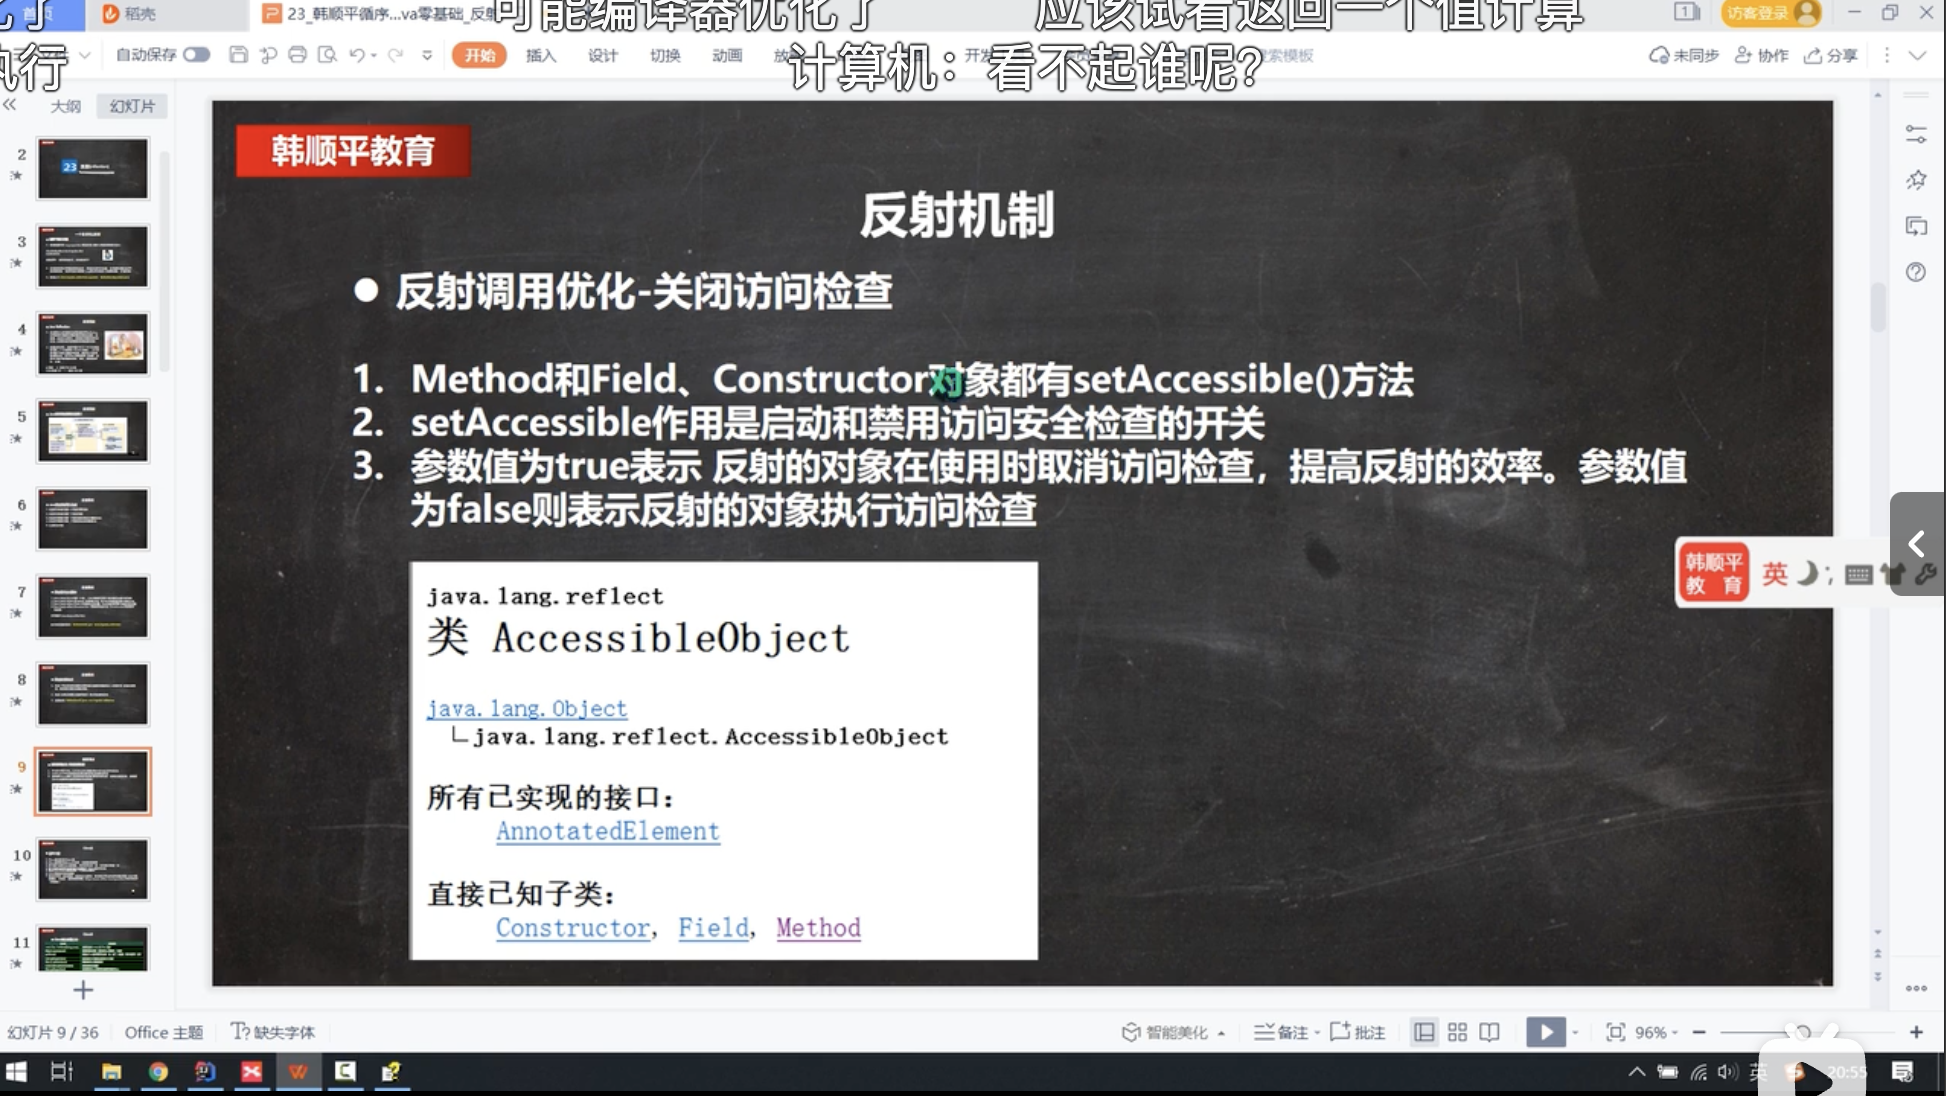 可能编译器优化了
应该试着返回一个值计算
执行
计算机：看不起谁呢？
首页
稻壳
23_韩顺平循序...va零基础_反射
1
访客登录
自动保存
开始
插入
设计
切换
动画
未同步
协作
分享
大纲
幻灯片
2
3
4
5
6
7
8
9
10
11
23
韩顺平教育
反射机制
反射调用优化-关闭访问检查
1. Method和Field、Constructor对象都有setAccessible()方法
2. setAccessible作用是启动和禁用访问安全检查的开关
3. 参数值为true表示 反射的对象在使用时取消访问检查，提高反射的效率。参数值
为false则表示反射的对象执行访问检查
java.lang.reflect
类 AccessibleObject
java.lang.Object
java.lang.reflect.AccessibleObject
所有已实现的接口：
AnnotatedElement
直接已知子类：
Constructor, Field, Method
韩顺平
教 育
英
幻灯片 9 / 36
Office 主题
缺失字体
智能美化
备注
批注
96%
英
20:55